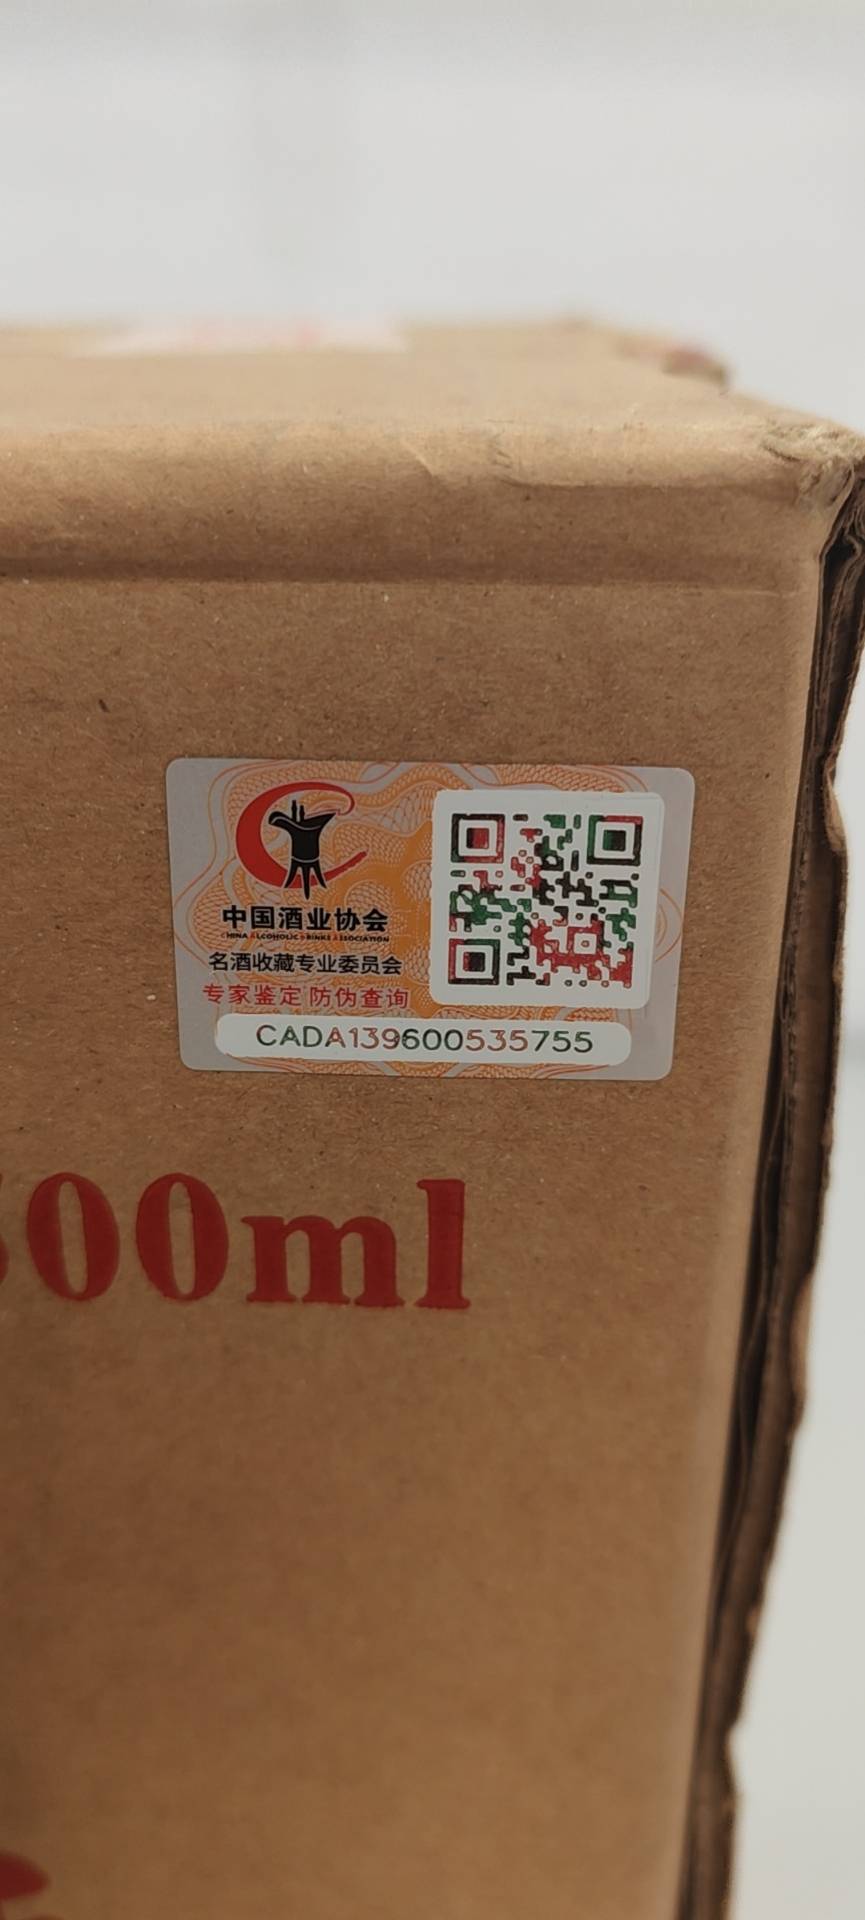 中国酒业协会
CHINA ALCOHOLIC DRINKS ASSOCIATION
名酒收藏专业委员会
专家鉴定 防伪查询
CADA139600535755
00ml